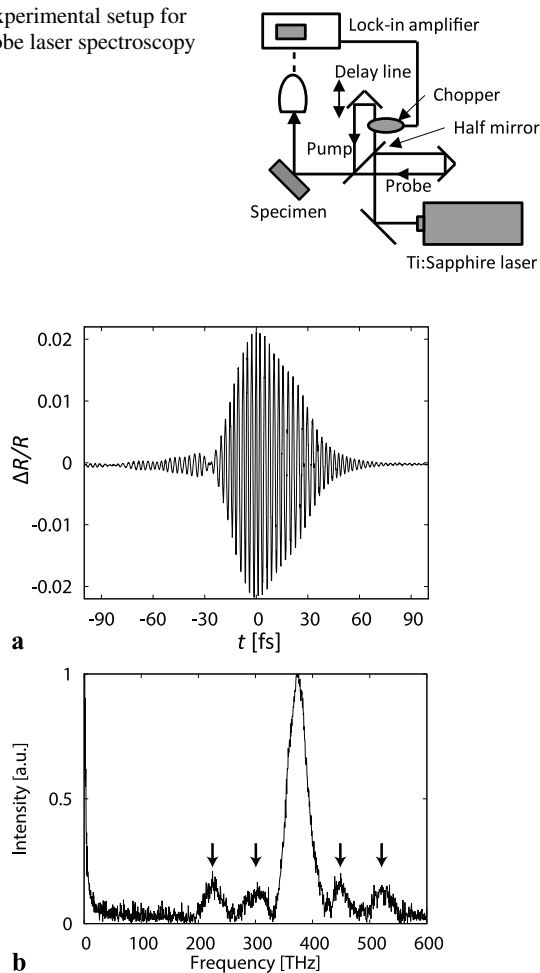 xperimental setup for
obe laser spectroscopy
Lock-in amplifier
Delay line
Chopper
Half mirror
Pump
Probe
Specimen
Ti:Sapphire laser
0.02
0.01
0
-0.01
-0.02
ΔR/R
-90 -60 -30 0 30 60 90
t [fs]
a
1
0.5
0
Intensity [a.u.]
0 100 200 300 400 500 600
Frequency [THz]
b